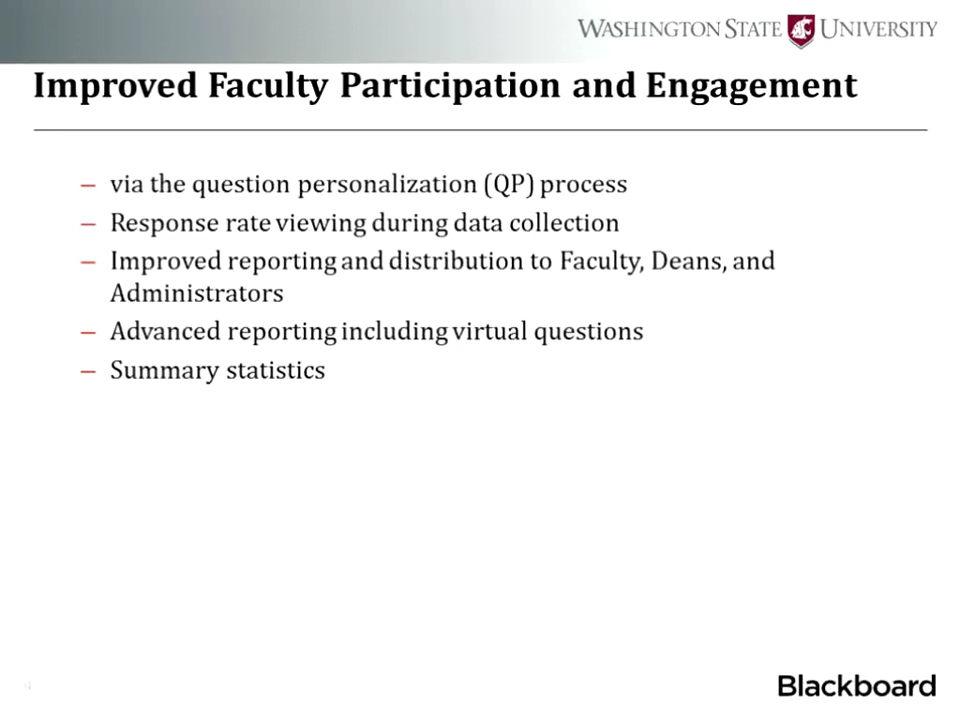 WASHINGTON STATE UNIVERSITY
Improved Faculty Participation and Engagement
– via the question personalization (QP) process
– Response rate viewing during data collection
– Improved reporting and distribution to Faculty, Deans, and
Administrators
– Advanced reporting including virtual questions
– Summary statistics
Blackboard